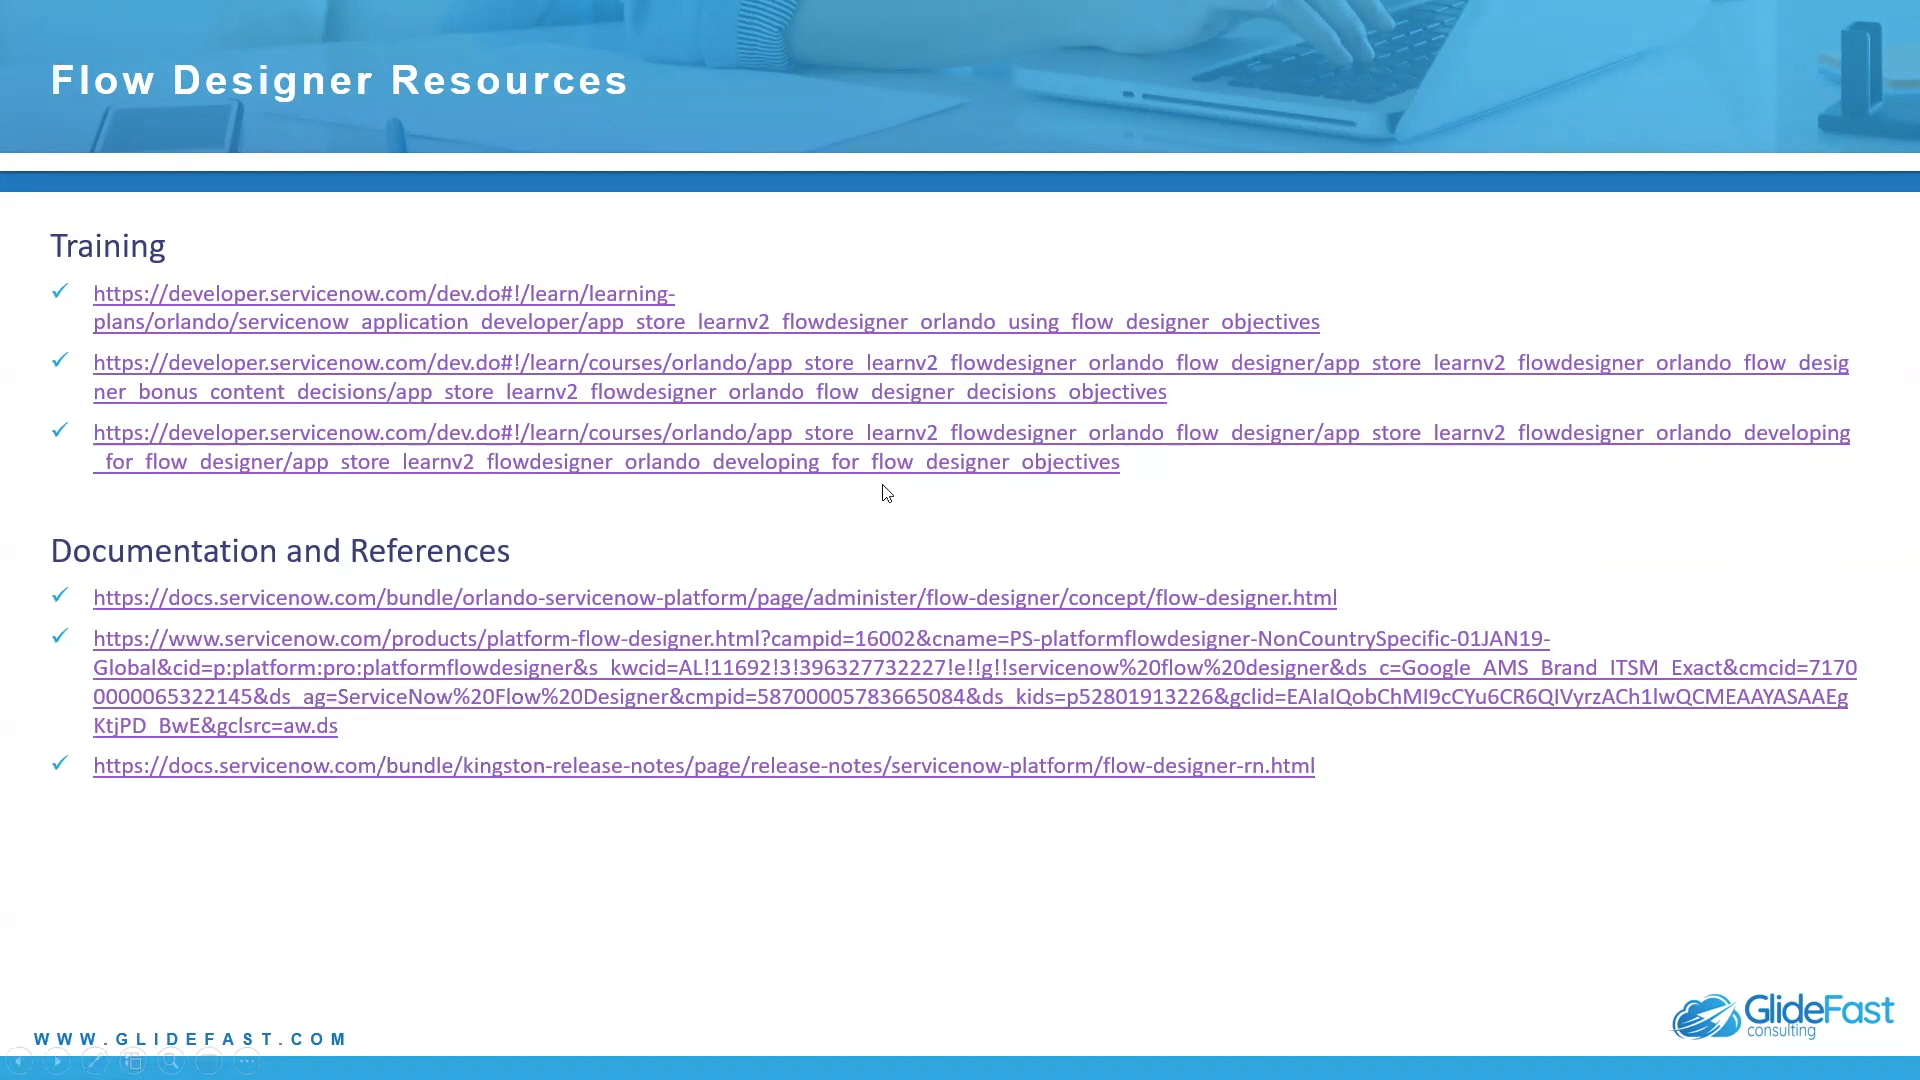 Flow Designer Resources
Training
https://developer.servicenow.com/dev.do#!/learn/learning-
plans/orlando/servicenow_application_developer/app_store_learnv2_flowdesigner_orlando_using_flow_designer_objectives
https://developer.servicenow.com/dev.do#!/learn/courses/orlando/app_store_learnv2_flowdesigner_orlando_flow_designer/app_store_learnv2_flowdesigner_orlando_flow_desig
ner_bonus_content_decisions/app_store_learnv2_flowdesigner_orlando_flow_designer_decisions_objectives
https://developer.servicenow.com/dev.do#!/learn/courses/orlando/app_store_learnv2_flowdesigner_orlando_flow_designer/app_store_learnv2_flowdesigner_orlando_developing
_for_flow_designer/app_store_learnv2_flowdesigner_orlando_developing_for_flow_designer_objectives
Documentation and References
https://docs.servicenow.com/bundle/orlando-servicenow-platform/page/administer/flow-designer/concept/flow-designer.html
https://www.servicenow.com/products/platform-flow-designer.html?campid=16002&cname=PS-platformflowdesigner-NonCountrySpecific-01JAN19-
Global&cid=p:platform:pro:platformflowdesigner&s_kwcid=AL!11692!3!396327732227!e!!g!!servicenow%20flow%20designer&ds_c=Google_AMS_Brand_ITSM_Exact&cmcid=7170
0000065322145&ds_ag=ServiceNow%20Flow%20Designer&cmpid=58700005783665084&ds_kids=p52801913226&gclid=EAIaIQobChMI9cCYu6CR6QIVyrzACh1lwQCMEAAYASAAEg
KtjPD_BwE&gclsrc=aw.ds
https://docs.servicenow.com/bundle/kingston-release-notes/page/release-notes/servicenow-platform/flow-designer-rn.html
WWW.GLIDEFAST.COM
GlideFast
consulting